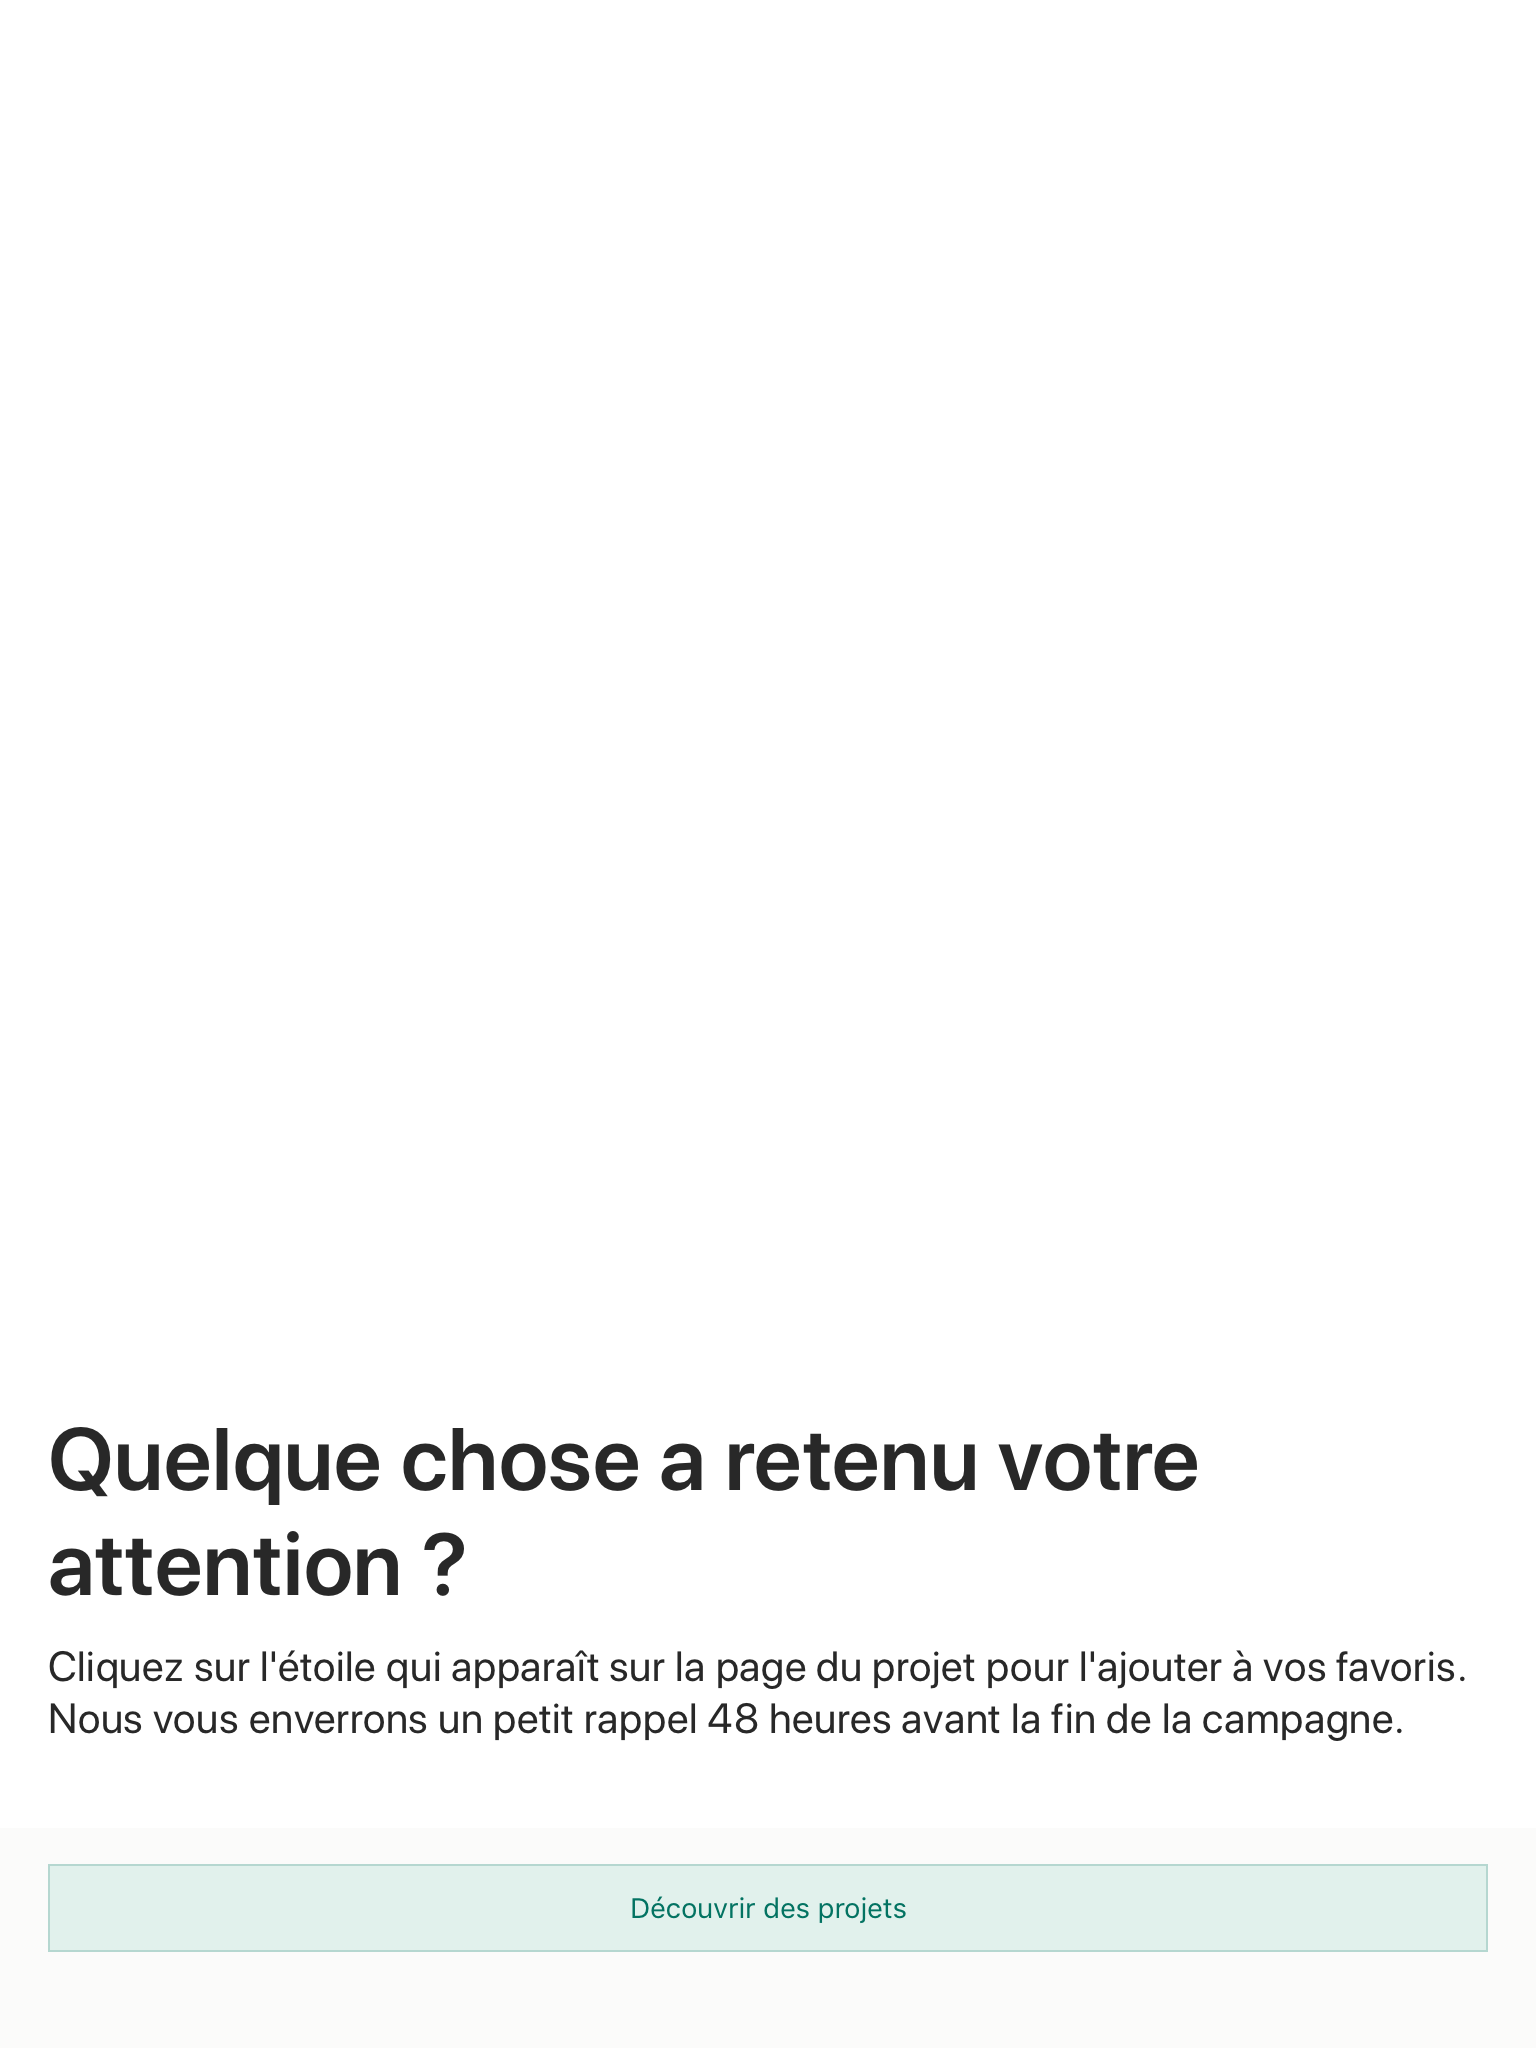 Quelque chose a retenu votre
attention ?
Cliquez sur l'étoile qui apparaît sur la page du projet pour l'ajouter à vos favoris.
Nous vous enverrons un petit rappel 48 heures avant la fin de la campagne.
Découvrir des projets